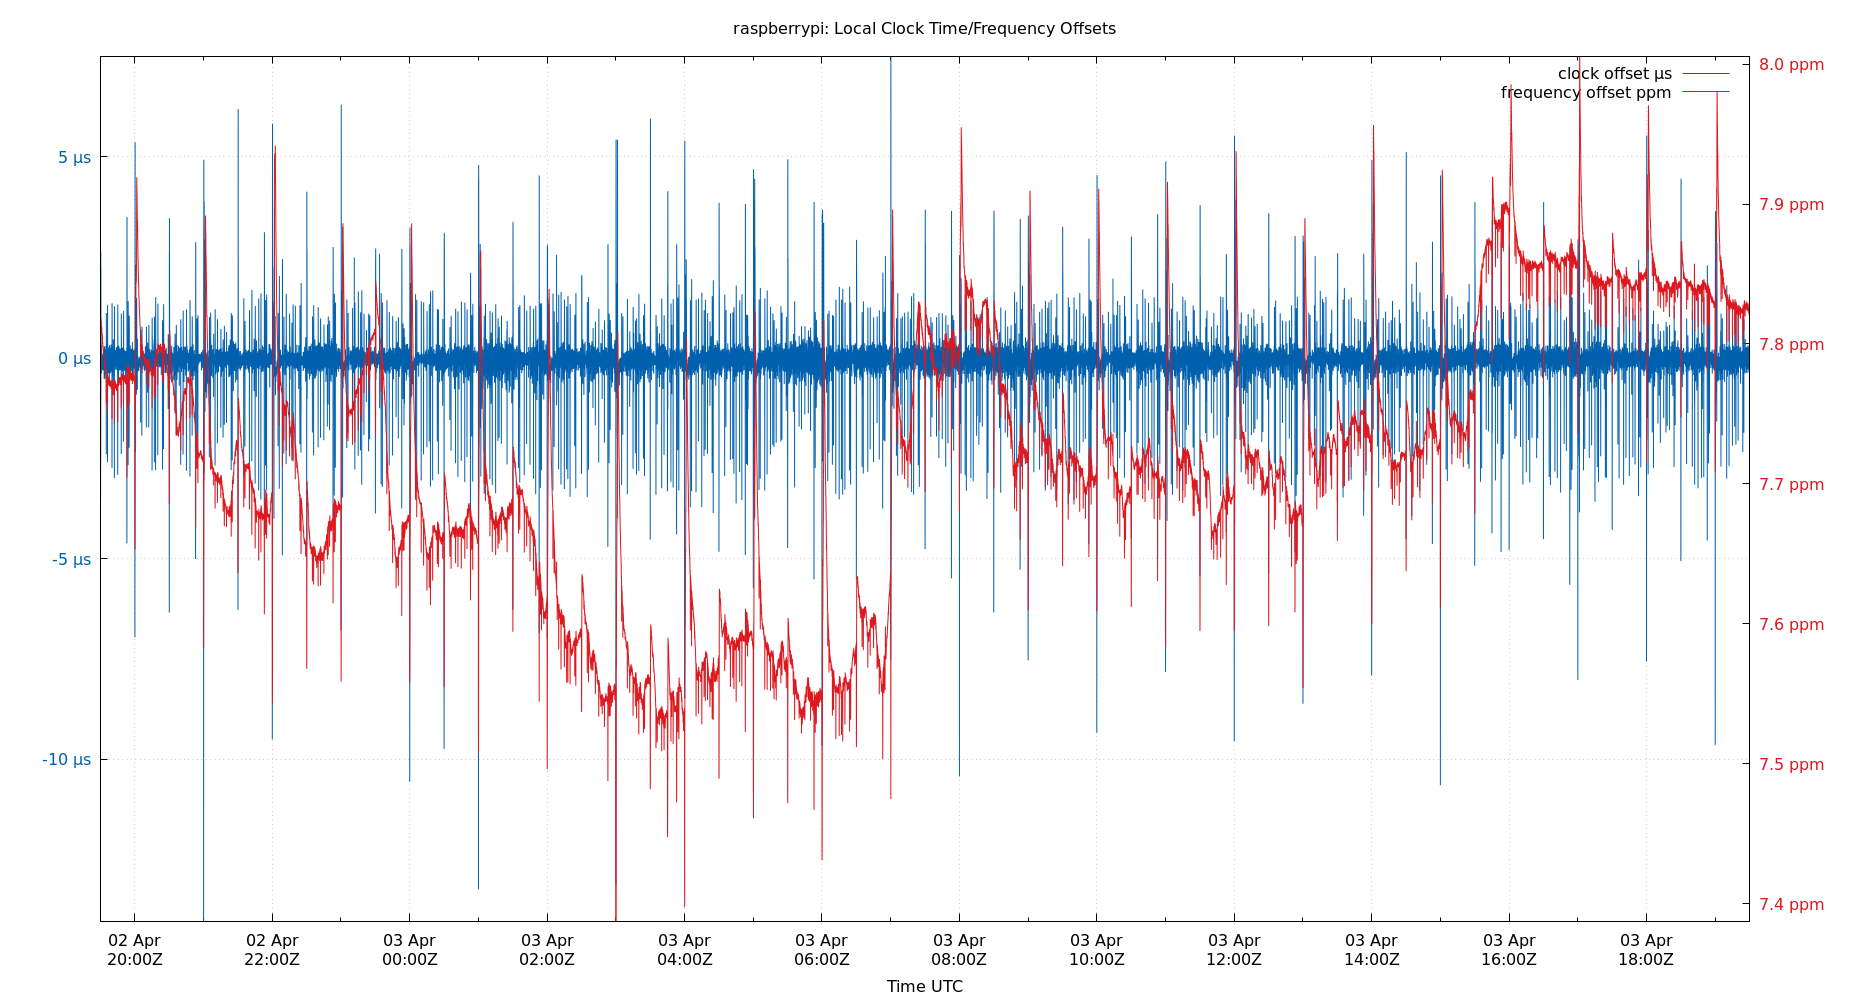 raspberrypi: Local Clock Time/Frequency Offsets
clock offset µs
frequency offset ppm
5 µs
0 µs
-5 µs
-10 µs
8.0 ppm
7.9 ppm
7.8 ppm
7.7 ppm
7.6 ppm
7.5 ppm
7.4 ppm
02 Apr 02 Apr 03 Apr 03 Apr 03 Apr 03 Apr 03 Apr 03 Apr 03 Apr 03 Apr 03 Apr 03 Apr
20:00Z 22:00Z 00:00Z 02:00Z 04:00Z 06:00Z 08:00Z 10:00Z 12:00Z 14:00Z 16:00Z 18:00Z
Time UTC